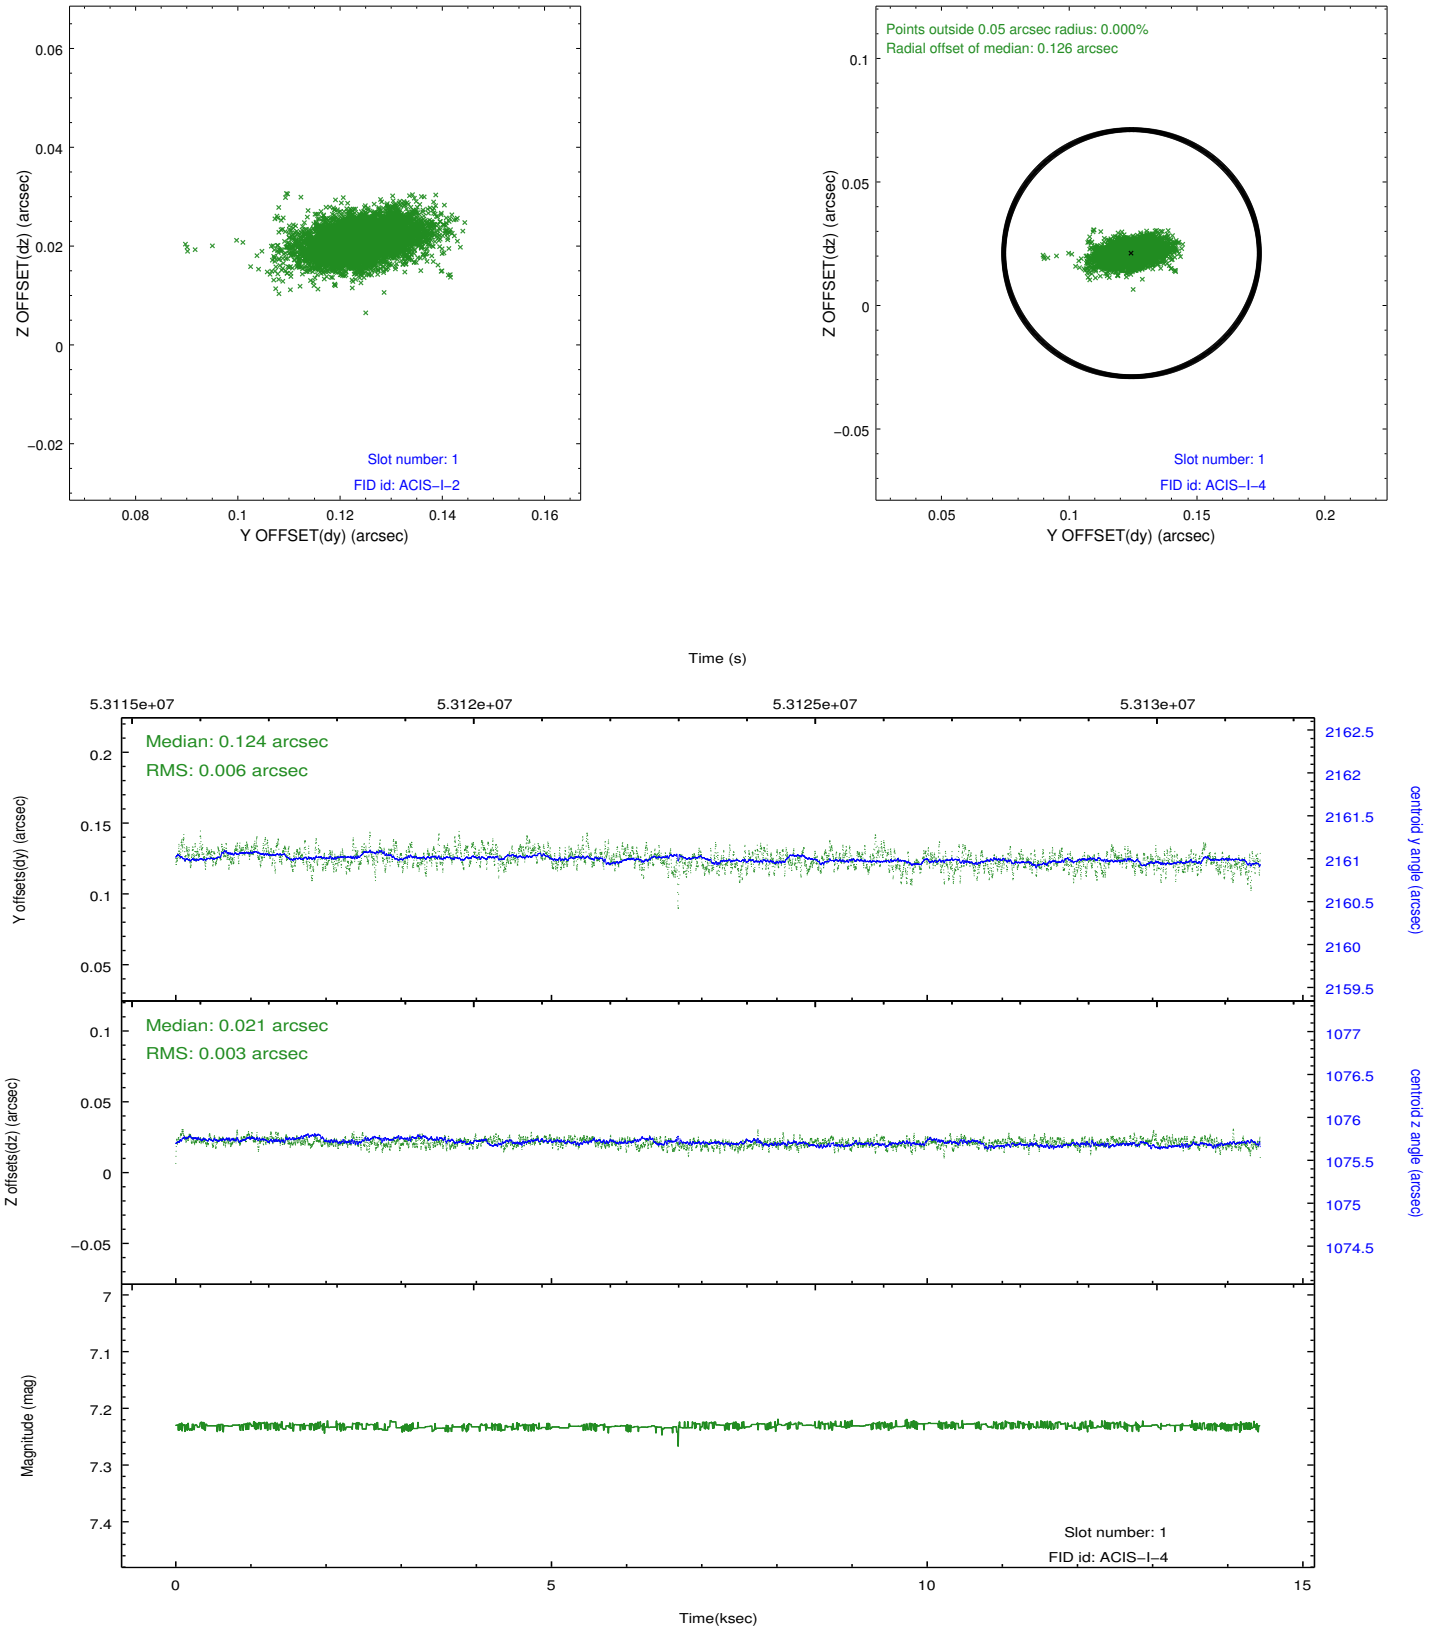 0.06
0.04
0.02
0
−0.02
Z OFFSET(dz) (arcsec)
Slot number: 1
FID id: ACIS−I−2
0.08
0.1
0.12
0.14
0.16
Y OFFSET(dy) (arcsec)
Points outside 0.05 arcsec radius: 0.000%
Radial offset of median: 0.126 arcsec
0.1
0.05
0
−0.05
Z OFFSET(dz) (arcsec)
Slot number: 1
FID id: ACIS−I−4
0.05
0.1
0.15
0.2
Y OFFSET(dy) (arcsec)
Time (s)
5.3115e+07
5.312e+07
5.3125e+07
5.313e+07
Median: 0.124 arcsec
RMS: 0.006 arcsec
0.2
0.15
0.1
0.05
Y offsets(dy) (arcsec)
2162.5
2162
2161.5
2161
2160.5
2160
2159.5
centroid y angle (arcsec)
Median: 0.021 arcsec
RMS: 0.003 arcsec
0.1
0.05
0
−0.05
Z offsets(dz) (arcsec)
1077
1076.5
1076
1075.5
1075
1074.5
centroid z angle (arcsec)
7
7.1
7.2
7.3
7.4
Magnitude (mag)
Slot number: 1
FID id: ACIS−I−4
0
5
10
15
Time(ksec)